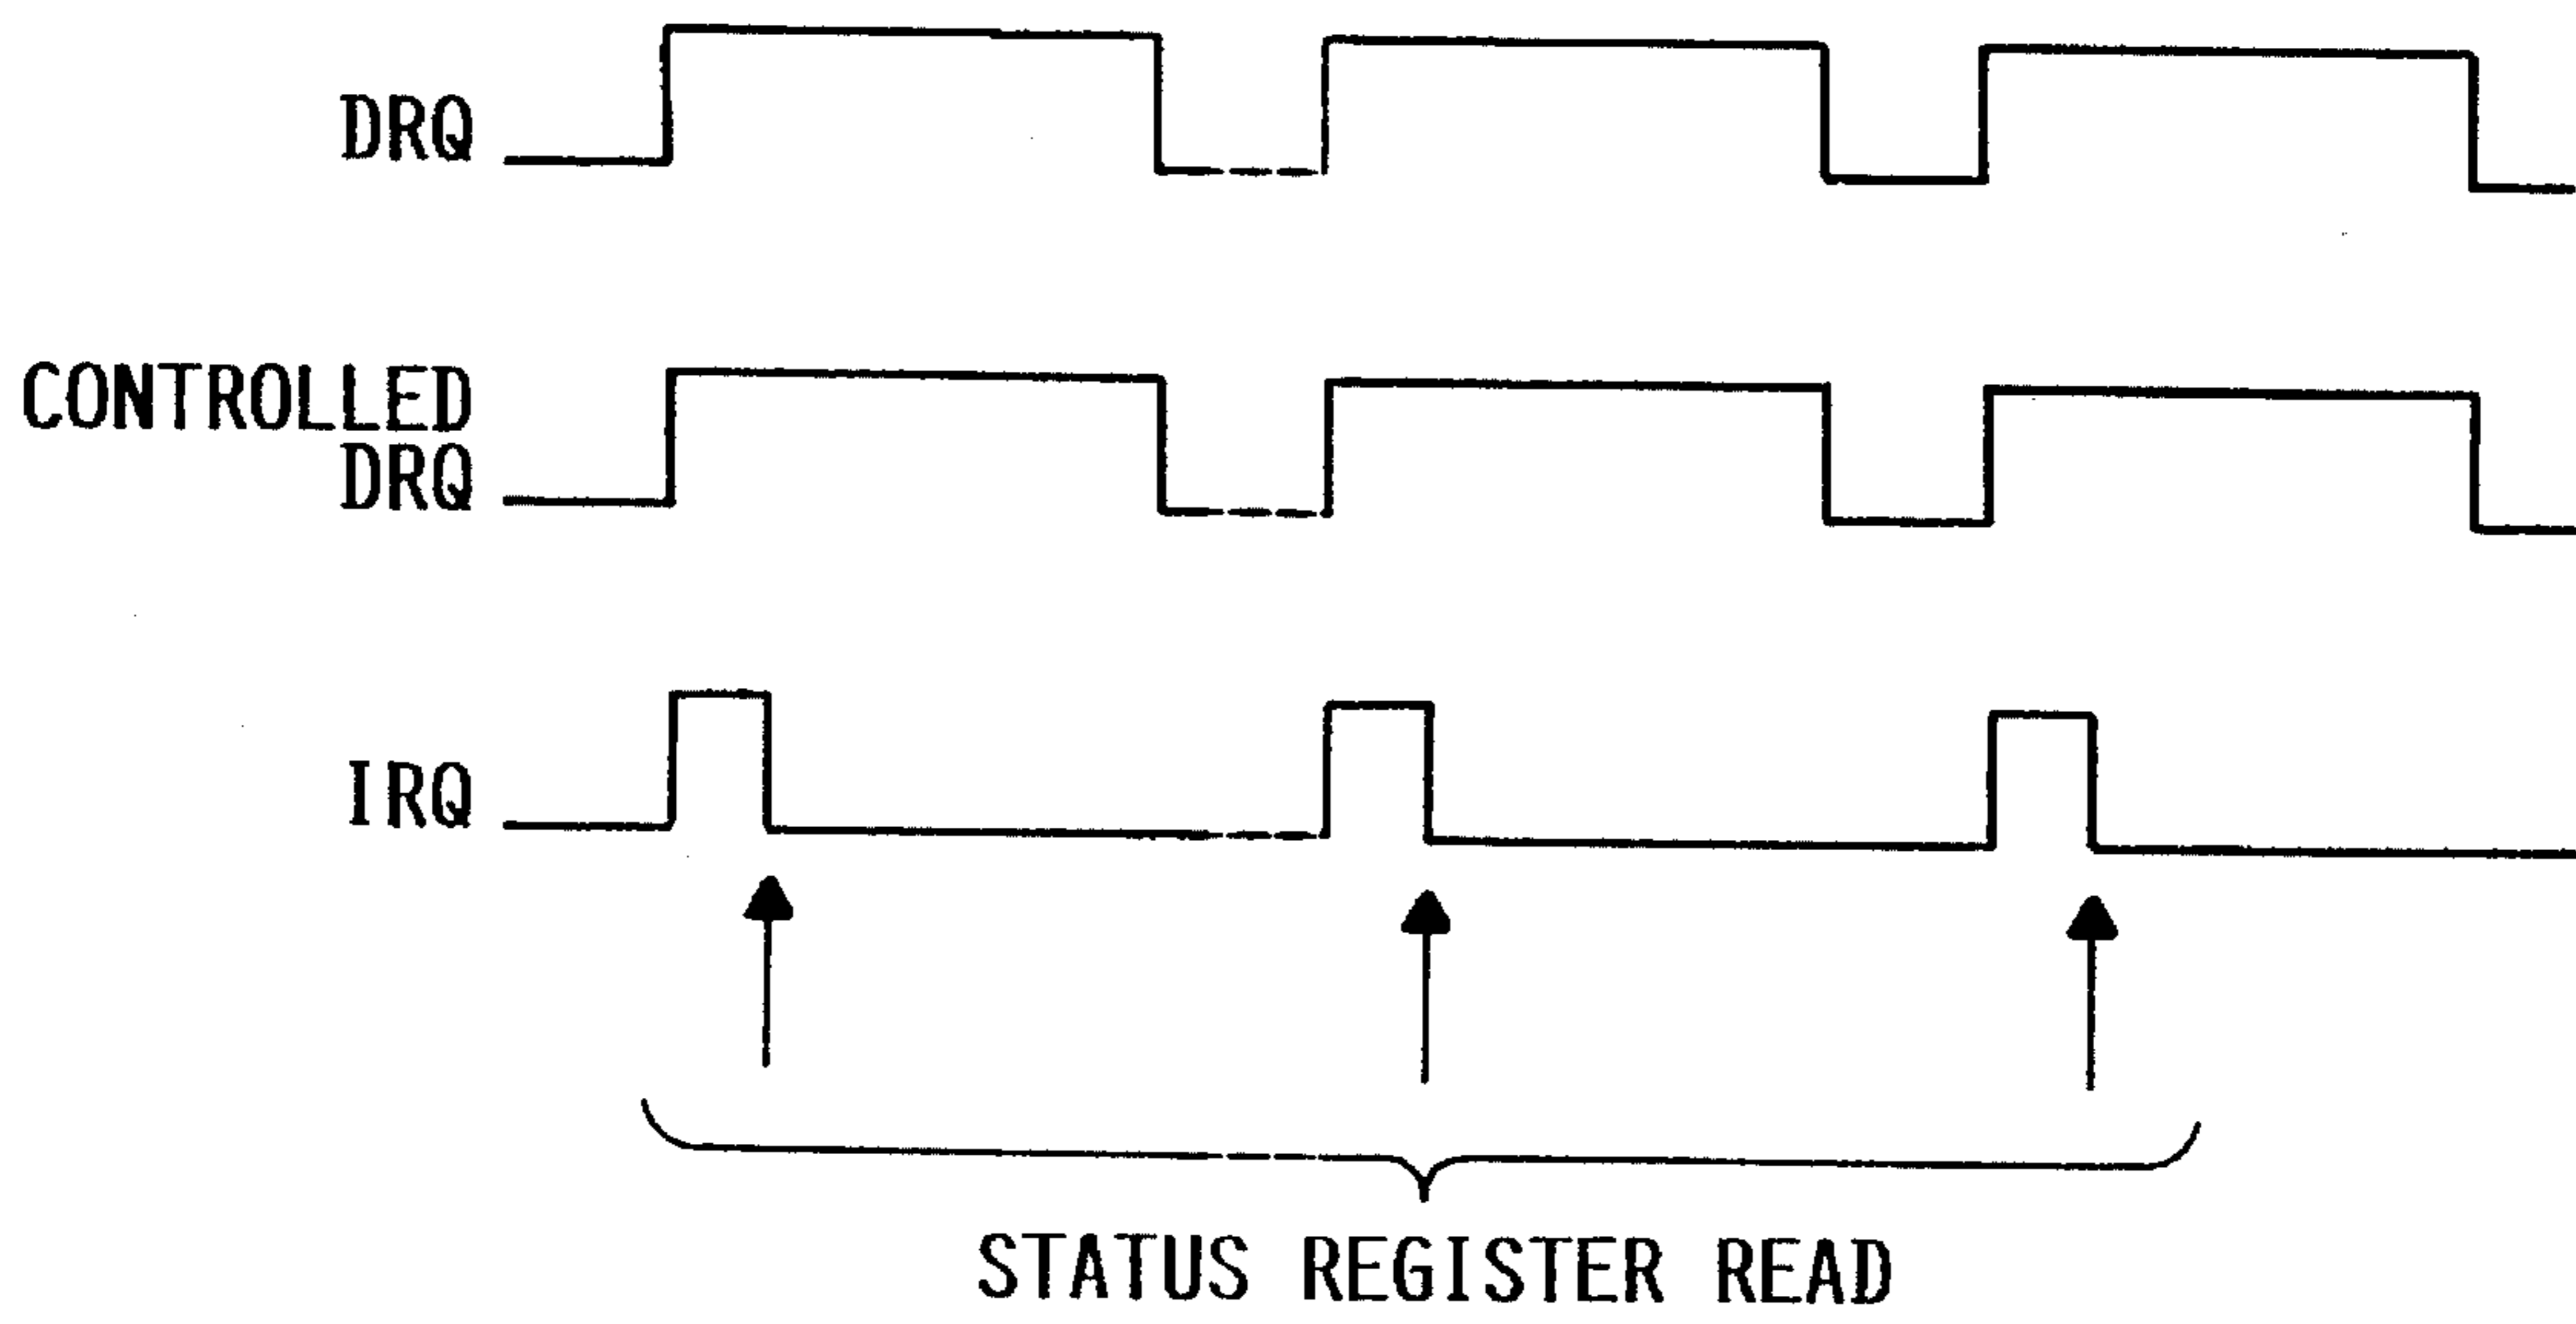 DRQ
CONTROLLED
DRQ
IRQ
STATUS REGISTER READ